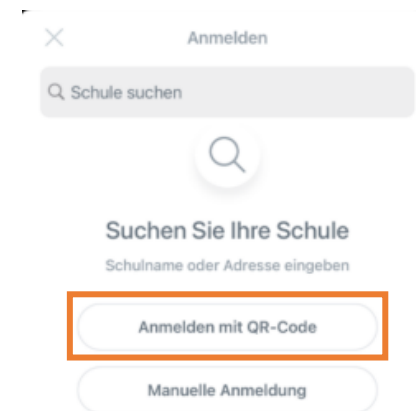 Anmelden
Schule suchen
Suchen Sie Ihre Schule
Schulname oder Adresse eingeben
Anmelden mit QR-Code
Manuelle Anmeldung